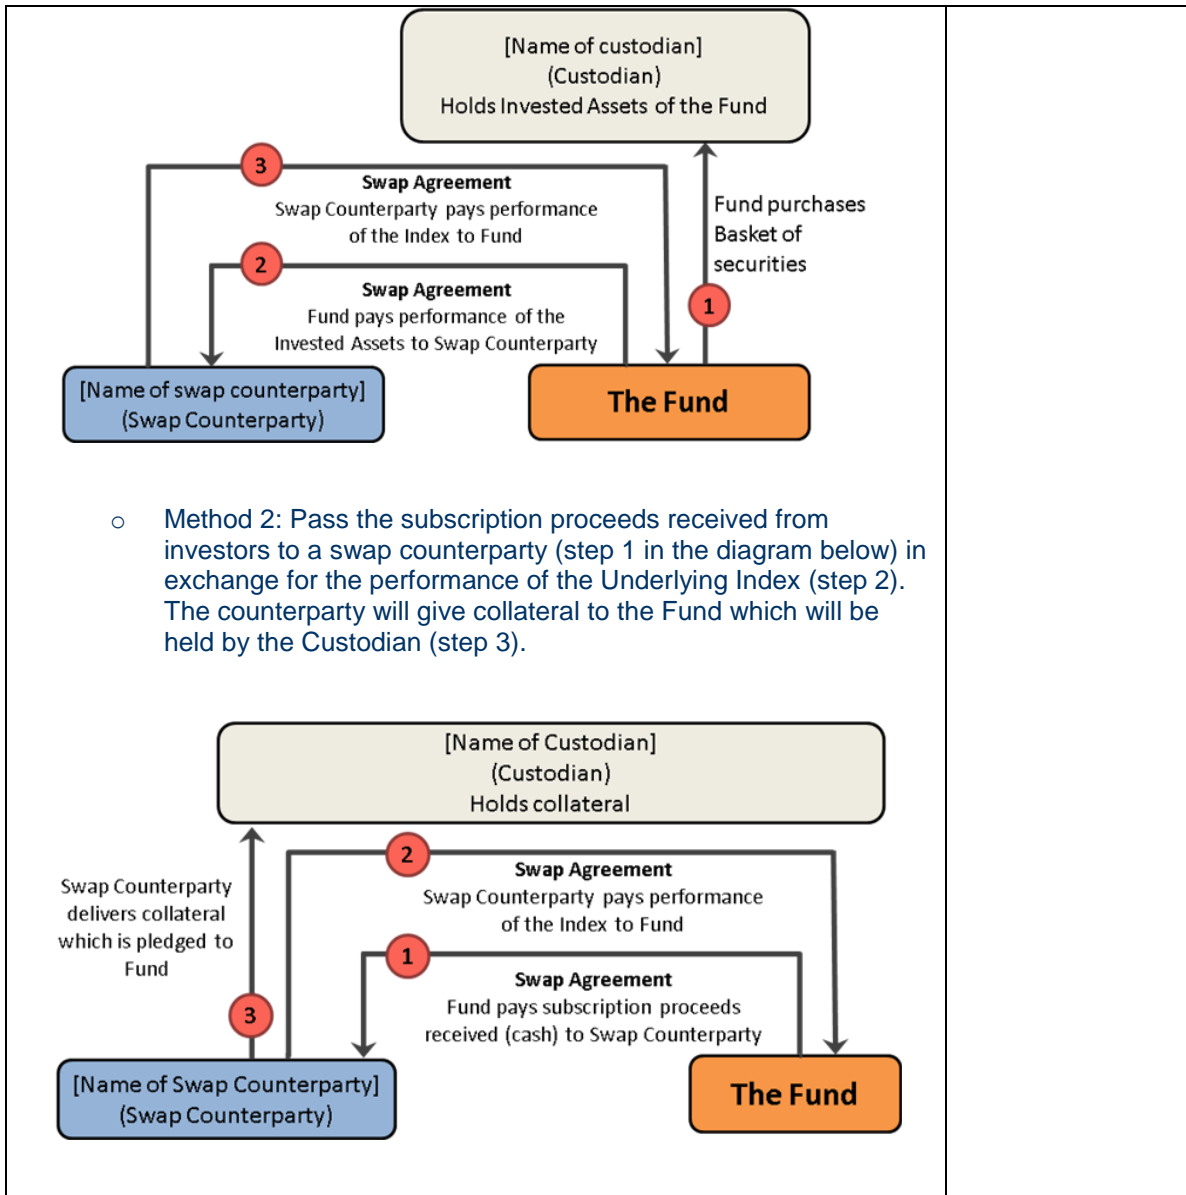 [Name of custodian]
(Custodian)
Holds Invested Assets of the Fund
3
Swap Agreement
Swap Counterparty pays performance
of the Index to Fund
Fund purchases
Basket of
securities
2
Swap Agreement
Fund pays performance of the
Invested Assets to Swap Counterparty
1
[Name of swap counterparty]
(Swap Counterparty)
The Fund
o Method 2: Pass the subscription proceeds received from
investors to a swap counterparty (step 1 in the diagram below) in
exchange for the performance of the Underlying Index (step 2).
The counterparty will give collateral to the Fund which will be
held by the Custodian (step 3).
[Name of Custodian]
(Custodian)
Holds collateral
2
Swap Agreement
Swap Counterparty pays performance
of the Index to Fund
Swap Counterparty
delivers collateral
which is pledged to
Fund
1
Swap Agreement
Fund pays subscription proceeds
received (cash) to Swap Counterparty
3
[Name of Swap Counterparty]
(Swap Counterparty)
The Fund